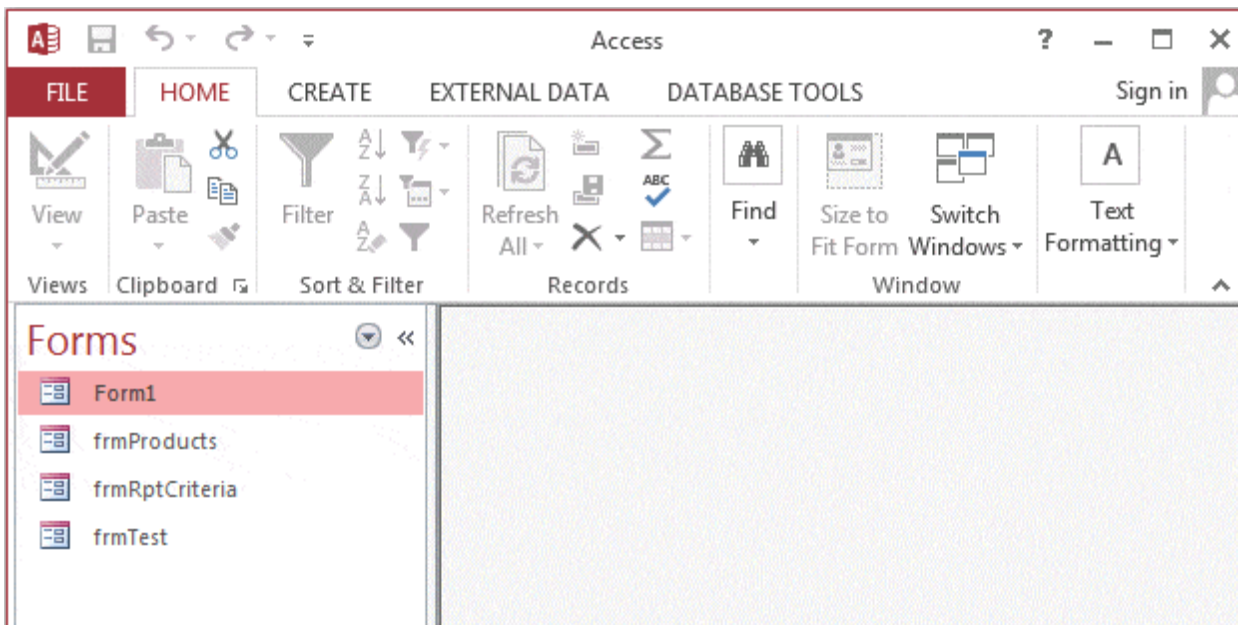 Access
FILE HOME CREATE EXTERNAL DATA DATABASE TOOLS Sign in
View
Paste
Filter
Refresh All
ABC
Find
Size to Fit Form
Switch Windows
A
Text Formatting
Views Clipboard Sort & Filter Records Window
Forms
Form1
frmProducts
frmRptCriteria
frmTest